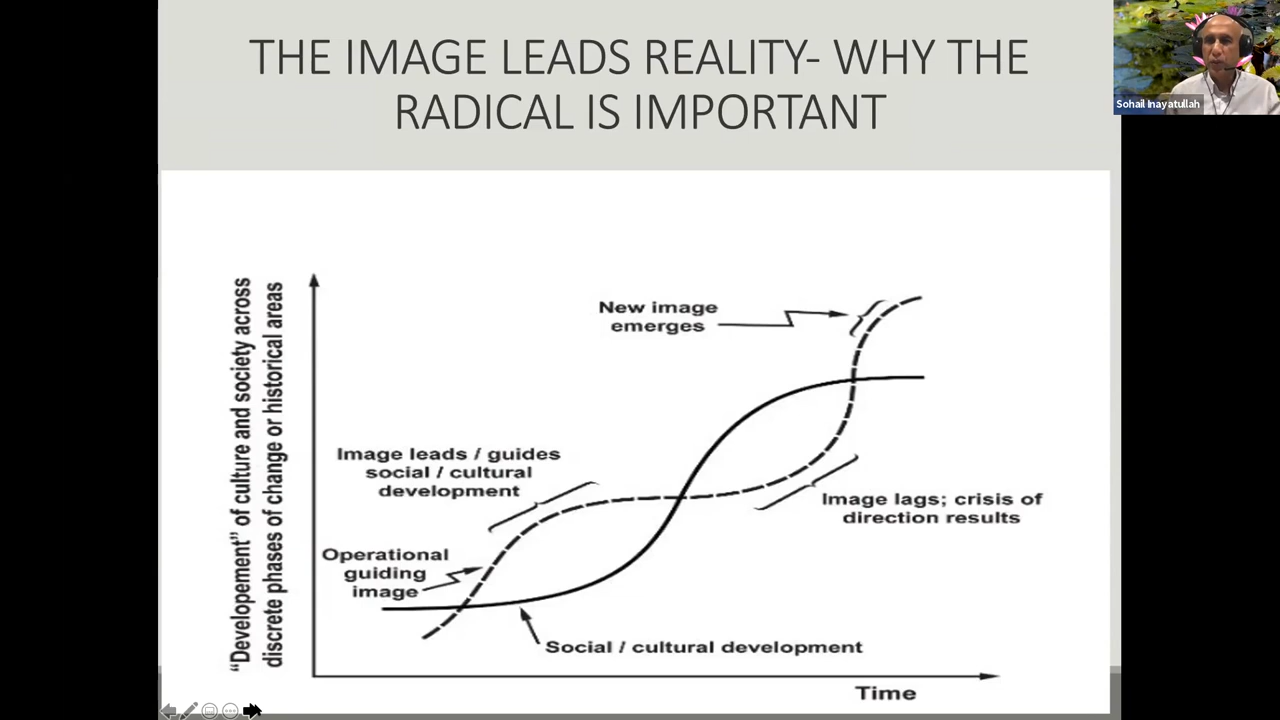 THE IMAGE LEADS REALITY- WHY THE
RADICAL IS IMPORTANT
Sohail Inayatullah
"Developement" of culture and society across
discrete phases of change or historical areas
New image
emerges
Image leads / guides
social / cultural
development
Image lags; crisis of
direction results
Operational
guiding
image
Social / cultural development
Time